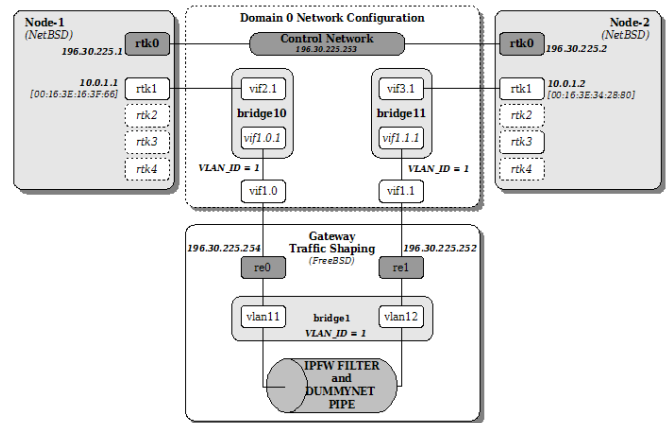 Node-1
(NetBSD)
196.30.225.1
rtk0
10.0.1.1
[00:16:3E:16:3F:66]
rtk1
rtk2
rtk3
rtk4
Domain 0 Network Configuration
Control Network
196.30.225.253
vif2.1
bridge10
vif1.0.1
VLAN_ID = 1
vif1.0
vif3.1
bridge11
vif1.1.1
VLAN_ID = 1
vif1.1
Node-2
(NetBSD)
rtk0
196.30.225.2
rtk1
10.0.1.2
[00:16:3E:34:28:80]
rtk2
rtk3
rtk4
Gateway
Traffic Shaping
(FreeBSD)
196.30.225.254
196.30.225.252
re0
re1
vlan11
bridge1
vlan12
VLAN_ID = 1
IPFW FILTER
and
DUMMYNET
PIPE